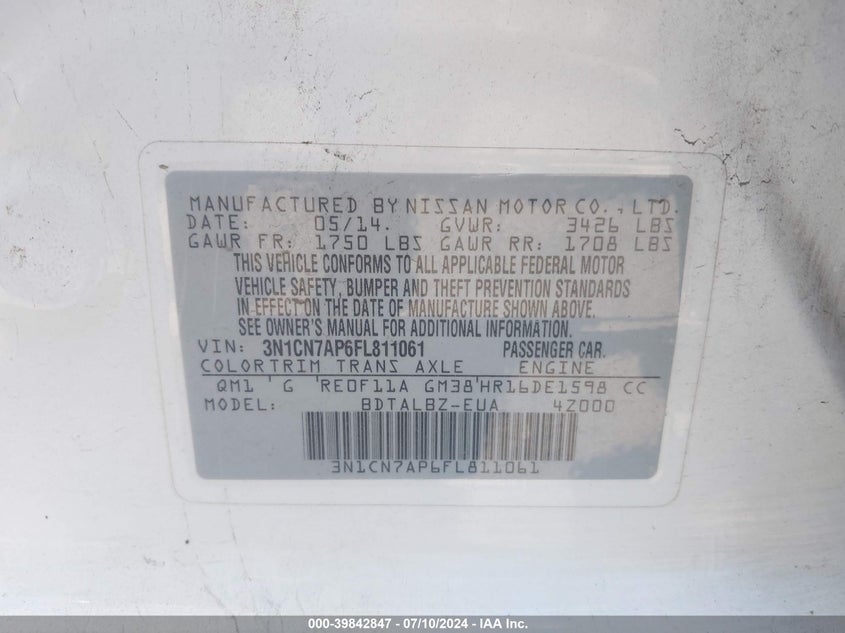 MANUFACTURED BY NISSAN MOTOR CO., LTD.
DATE: 05/14. GVWR: 3426 LBS
GAWR FR: 1750 LBS GAWR RR: 1708 LBS
THIS VEHICLE CONFORMS TO ALL APPLICABLE FEDERAL MOTOR
VEHICLE SAFETY, BUMPER AND THEFT PREVENTION STANDARDS
IN EFFECT ON THE DATE OF MANUFACTURE SHOWN ABOVE.
SEE OWNER'S MANUAL FOR ADDITIONAL INFORMATION.
VIN: 3N1CN7AP6FL811061 PASSENGER CAR.
COLOR TRIM TRANS AXLE ENGINE
QM1 ' G 'RE0F11A GM38'HR16DE1598 CC
MODEL: BDTALBZ-EUA 4Z000
3N1CN7AP6FL811061
000-39842847 / 07/10/2024 - IAA Inc.